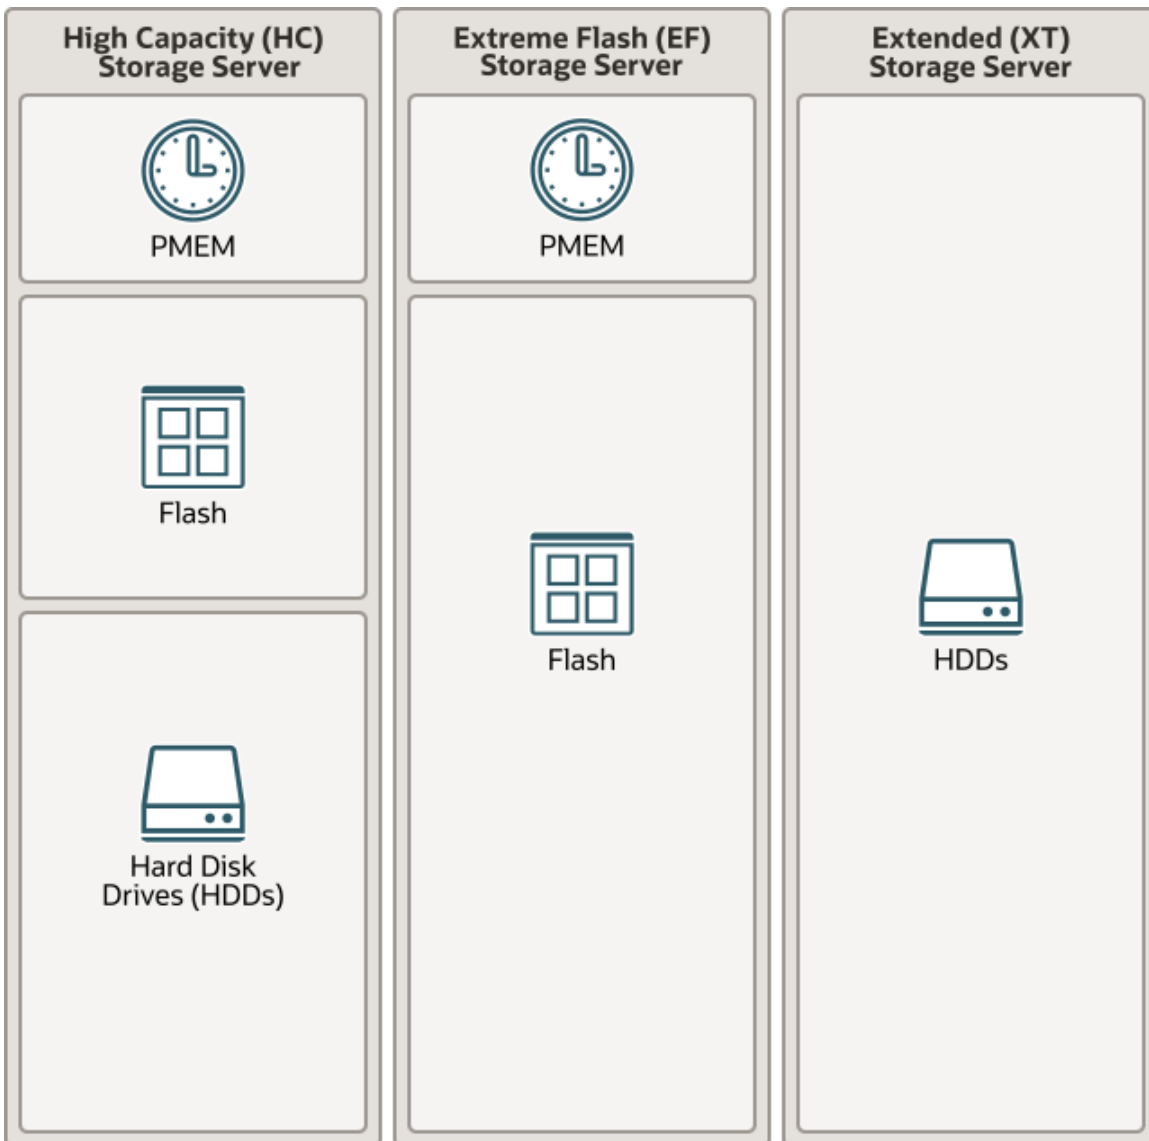 High Capacity (HC)
Storage Server
PMEM
Flash
Hard Disk
Drives (HDDs)
Extreme Flash (EF)
Storage Server
PMEM
Flash
Extended (XT)
Storage Server
HDDs